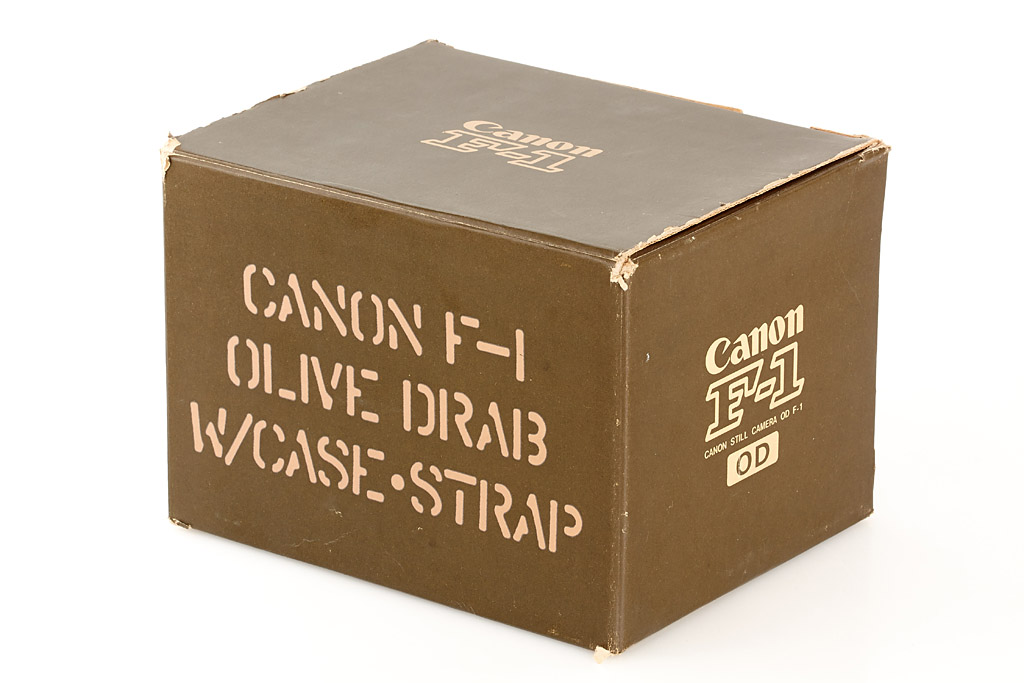 Canon
F-1
CANON F-1
OLIVE DRAB
W/CASE•STRAP
Canon
F-1
CANON STILL CAMERA OD F-1
OD